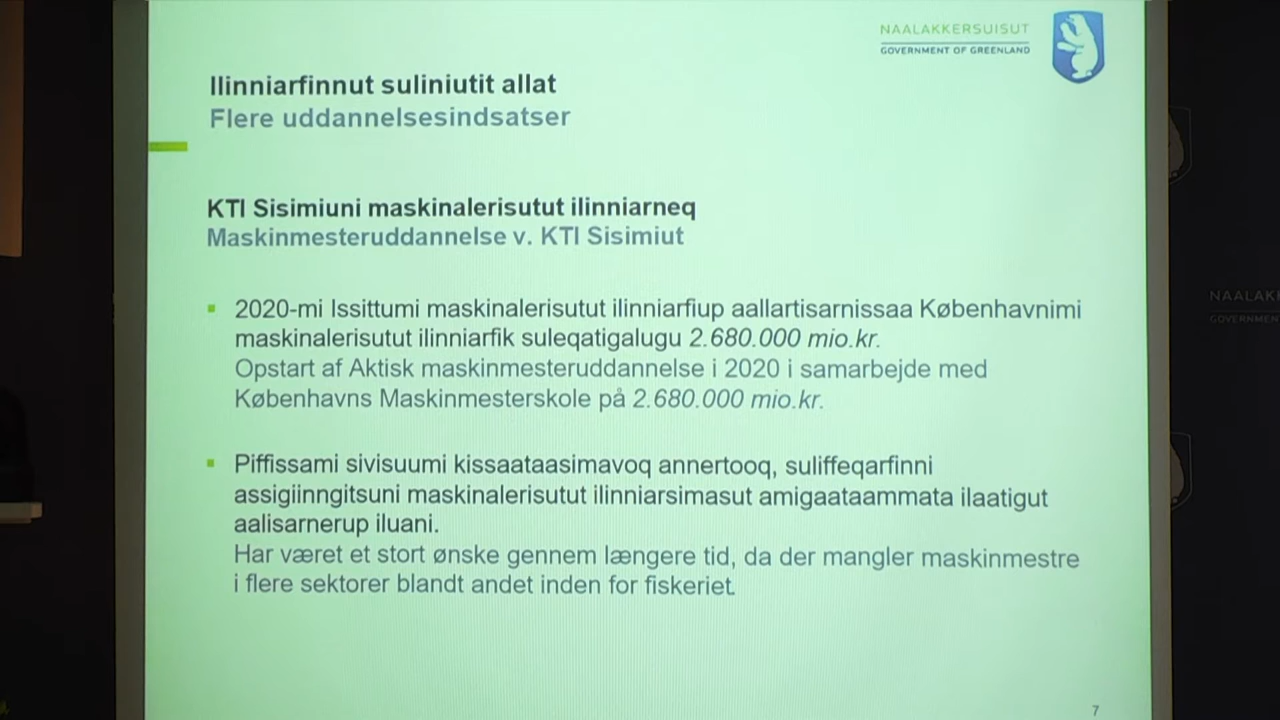 NAALAKKERSUISUT
GOVERNMENT OF GREENLAND
Ilinniarfinnut suliniutit allat
Flere uddannelsesindsatser
KTI Sisimiuni maskinalerisutut ilinniarneq
Maskinmesteruddannelse v. KTI Sisimiut
2020-mi Issittumi maskinalerisutut ilinniarfiup aallartisarnissaa Københavnimi
maskinalerisutut ilinniarfik suleqatigalugu 2.680.000 mio.kr.
Opstart af Aktisk maskinmesteruddannelse i 2020 i samarbejde med
Københavns Maskinmesterskole på 2.680.000 mio.kr.
Piffissami sivisuumi kissaataasimavoq annertooq, suliffeqarfinni
assigiinngitsuni maskinalerisutut ilinniarsimasut amigaataammata ilaatigut
aalisarnerup iluani.
Har været et stort ønske gennem længere tid, da der mangler maskinmestre
i flere sektorer blandt andet inden for fiskeriet.
7